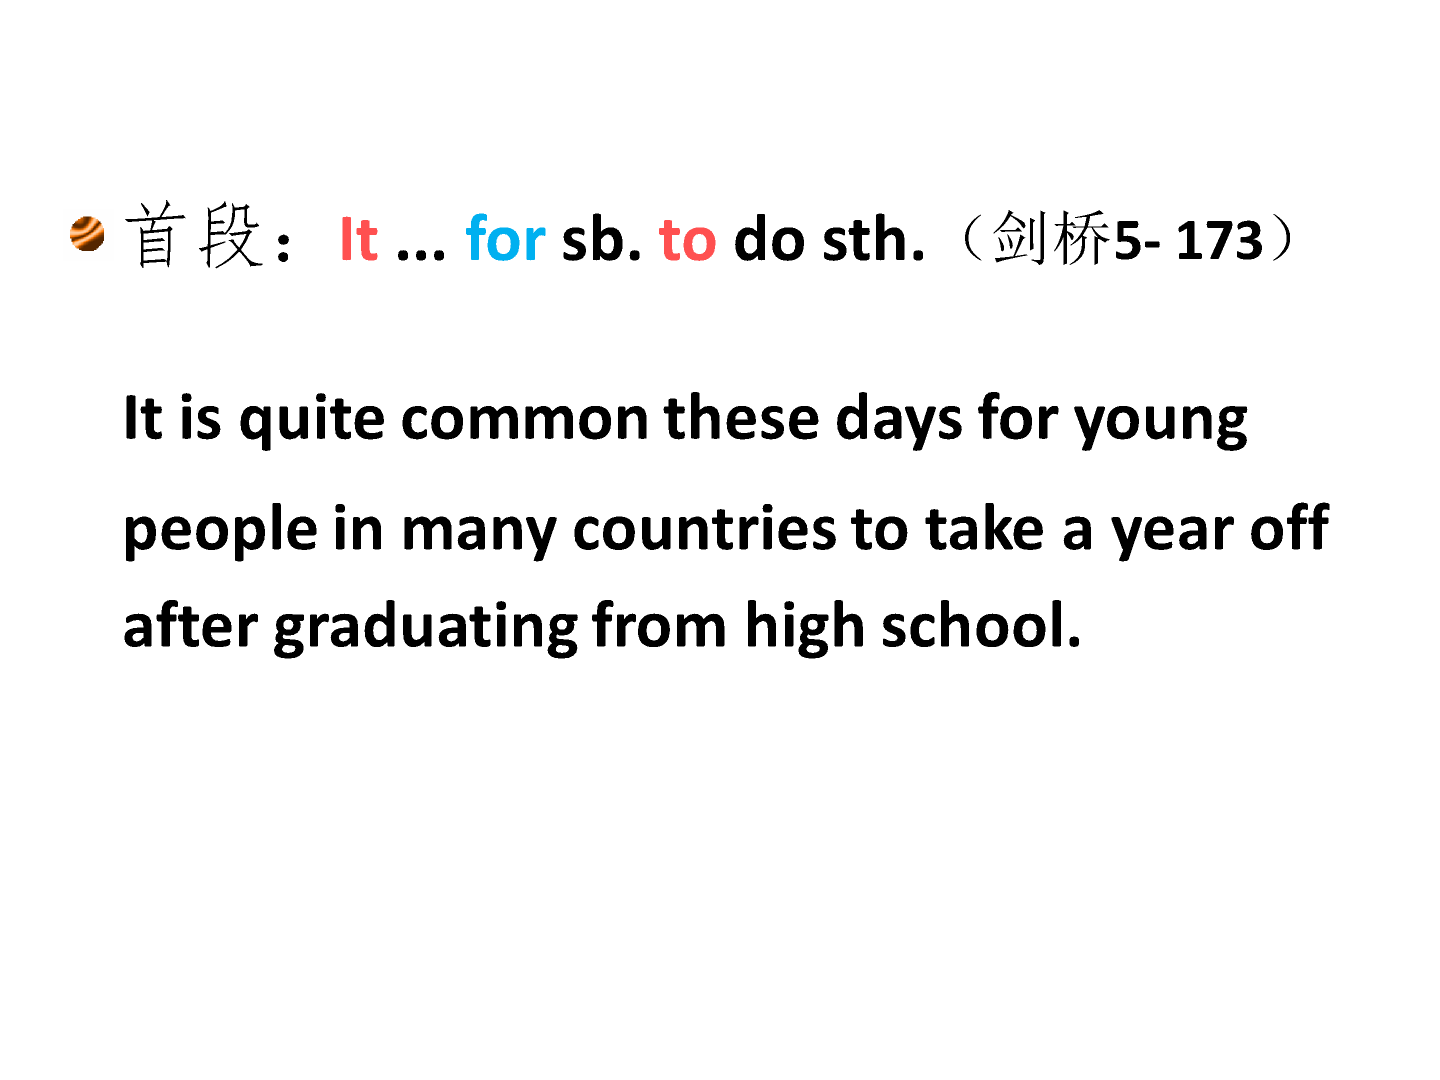 首段：It ... for sb. to do sth.（剑桥5- 173）
It is quite common these days for young
people in many countries to take a year off
after graduating from high school.